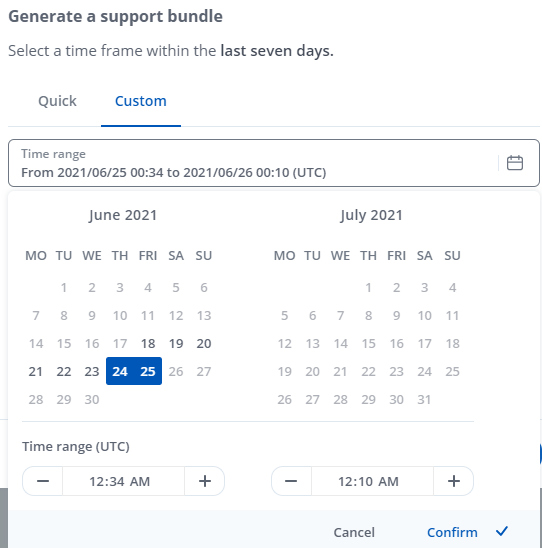 Generate a support bundle
Select a time frame within the last seven days.
Quick Custom
Time range
From 2021/06/25 00:34 to 2021/06/26 00:10 (UTC)
June 2021 July 2021
MO TU WE TH FRI SA SU MO TU WE TH FRI SA SU
1 2 3 4 5 6 1 2 3 4
7 8 9 10 11 12 13 5 6 7 8 9 10 11
14 15 16 17 18 19 20 12 13 14 15 16 17 18
21 22 23 24 25 26 27 19 20 21 22 23 24 25
28 29 30 26 27 28 29 30 31
Time range (UTC)
− 12:34 AM + − 12:10 AM +
Cancel Confirm